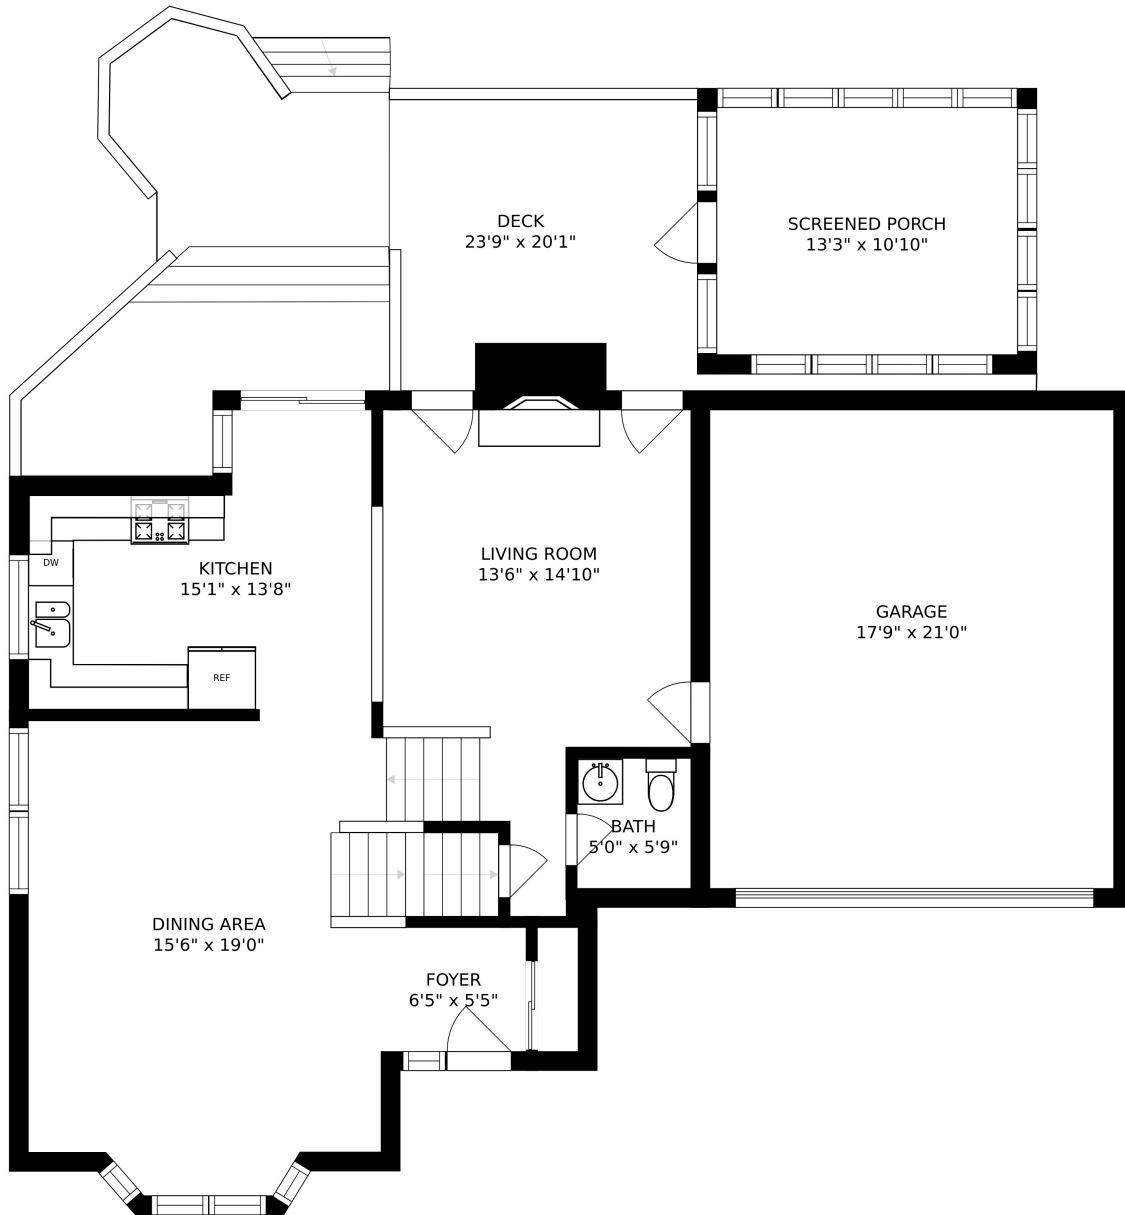 DECK
23'9" x 20'1"
SCREENED PORCH
13'3" x 10'10"
KITCHEN
15'1" x 13'8"
DW
REF
LIVING ROOM
13'6" x 14'10"
GARAGE
17'9" x 21'0"
BATH
5'0" x 5'9"
DINING AREA
15'6" x 19'0"
FOYER
6'5" x 5'5"